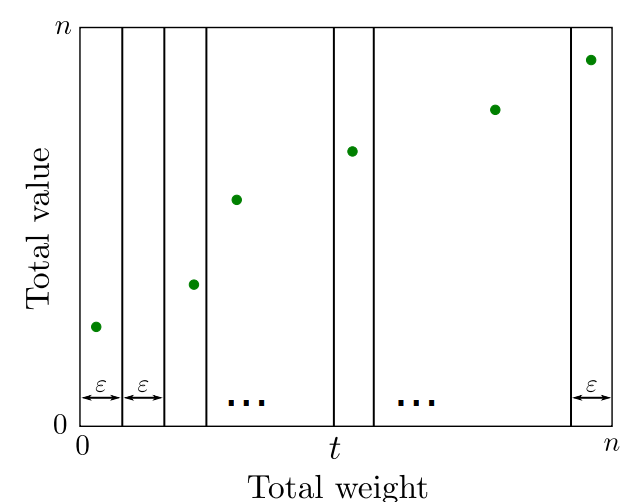 n
Total value
ε
ε
...
...
ε
0
0
t
n
Total weight